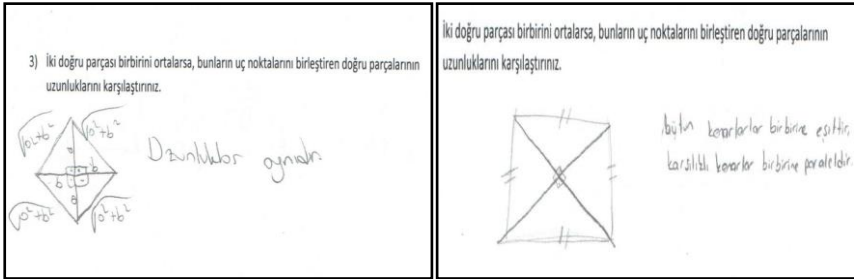 3) İki doğru parçası birbirini ortalarsa, bunların uç noktalarını birleştiren doğru parçalarının
uzunluklarını karşılaştırınız.
√a²+b² √a²+b²
a
b b
a
√a²+b² √a²+b²
Uzunluklar aynıdır.
İki doğru parçası birbirini ortalarsa, bunların uç noktalarını birleştiren doğru parçalarının
uzunluklarını karşılaştırınız.
bütün kenarlar birbirine eşittir,
karşılıklı kenarlar birbirine paraleldir.